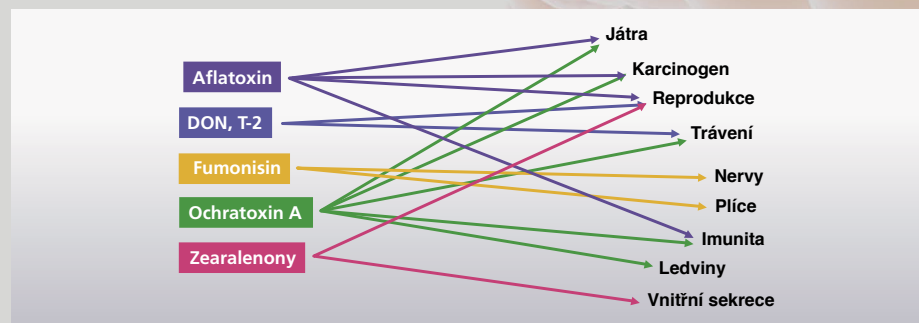 Aflatoxin
DON, T-2
Fumonisin
Ochratoxin A
Zearalenony
Játra
Karcinogen
Reprodukce
Trávení
Nervy
Plíce
Imunita
Ledviny
Vnitřní sekrece